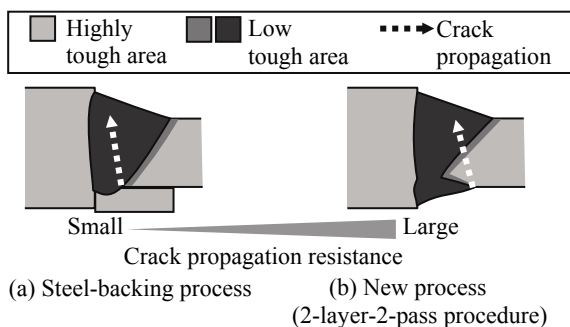 Highly
tough area
Low
tough area
Crack
propagation
Small
Large
Crack propagation resistance
(a) Steel-backing process
(b) New process
(2-layer-2-pass procedure)